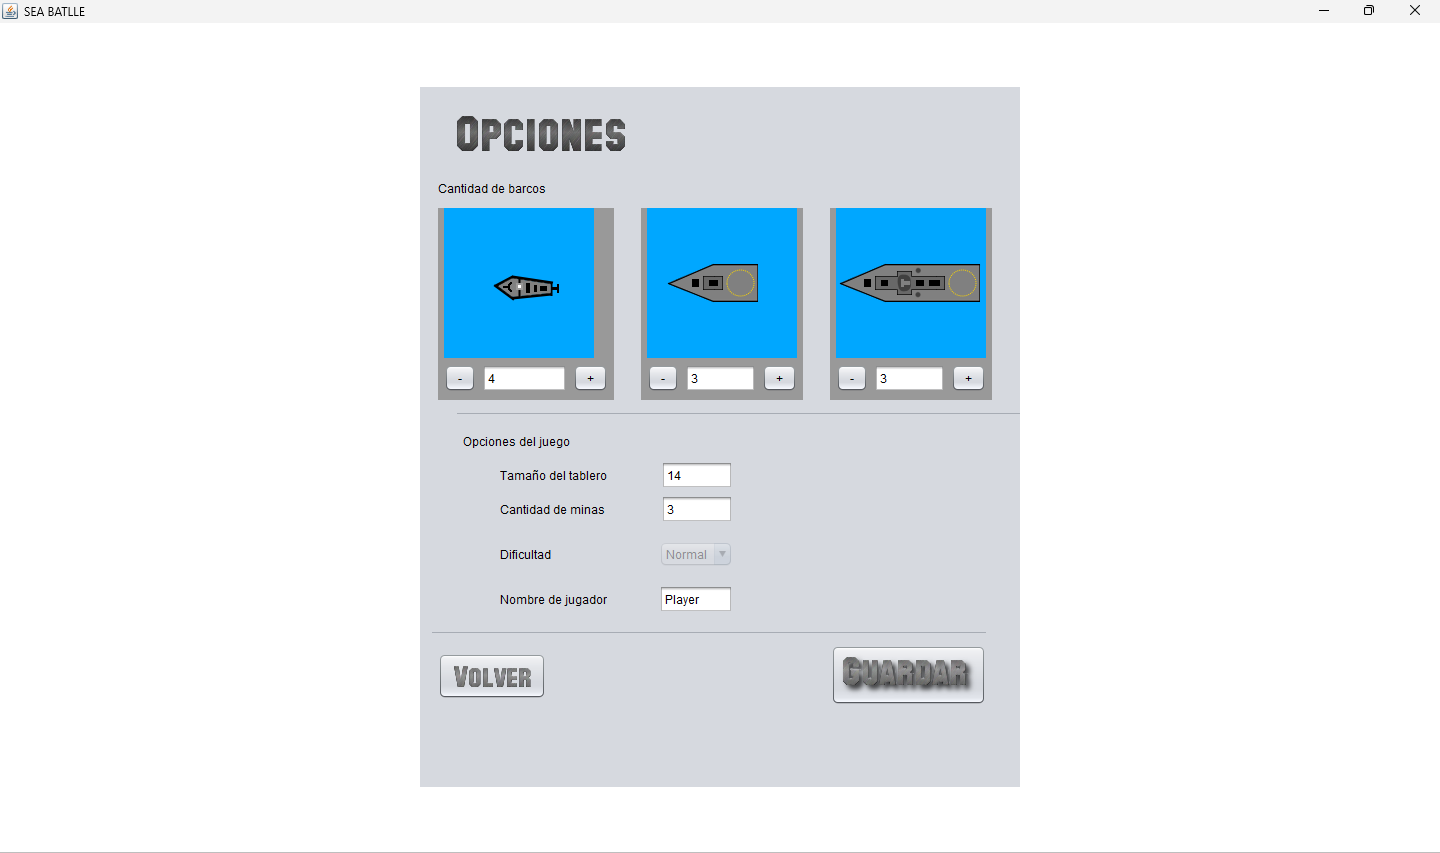 SEA BATLLE
OPCIONES
Cantidad de barcos
- 4 + - 3 + - 3 +
Opciones del juego
Tamaño del tablero 14
Cantidad de minas 3
Dificultad Normal
Nombre de jugador Player
VOLVER GUARDAR